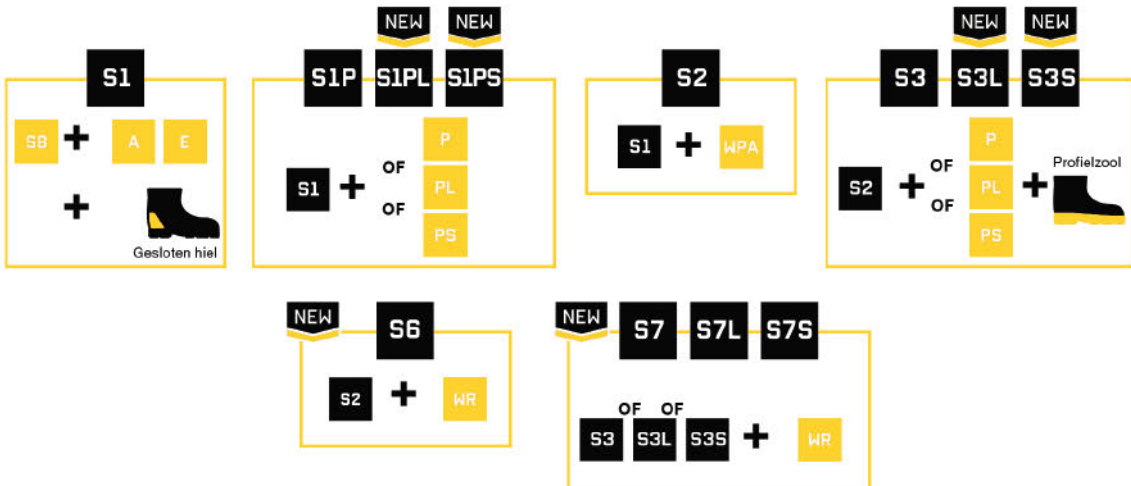 NEW NEW NEW NEW
S1 S1P S1PL S1PS S2 S3 S3L S3S
SB + A E
+
Gesloten hiel
S1 + OF OF
P
PL
PS
S1 + WPA
S2 + OF OF
P
PL
PS
+ Profielzool
NEW S6
S2 + WR
NEW S7 S7L S7S
OF OF
S3 S3L S3S + WR